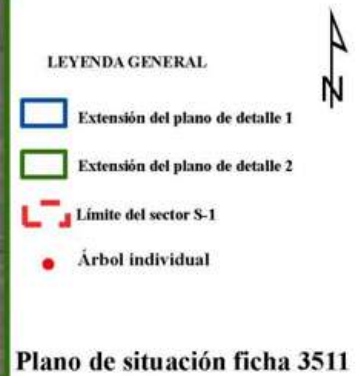 N
LEYENDA GENERAL
Extensión del plano de detalle 1
Extensión del plano de detalle 2
Límite del sector S-1
Árbol individual
Plano de situación ficha 3511